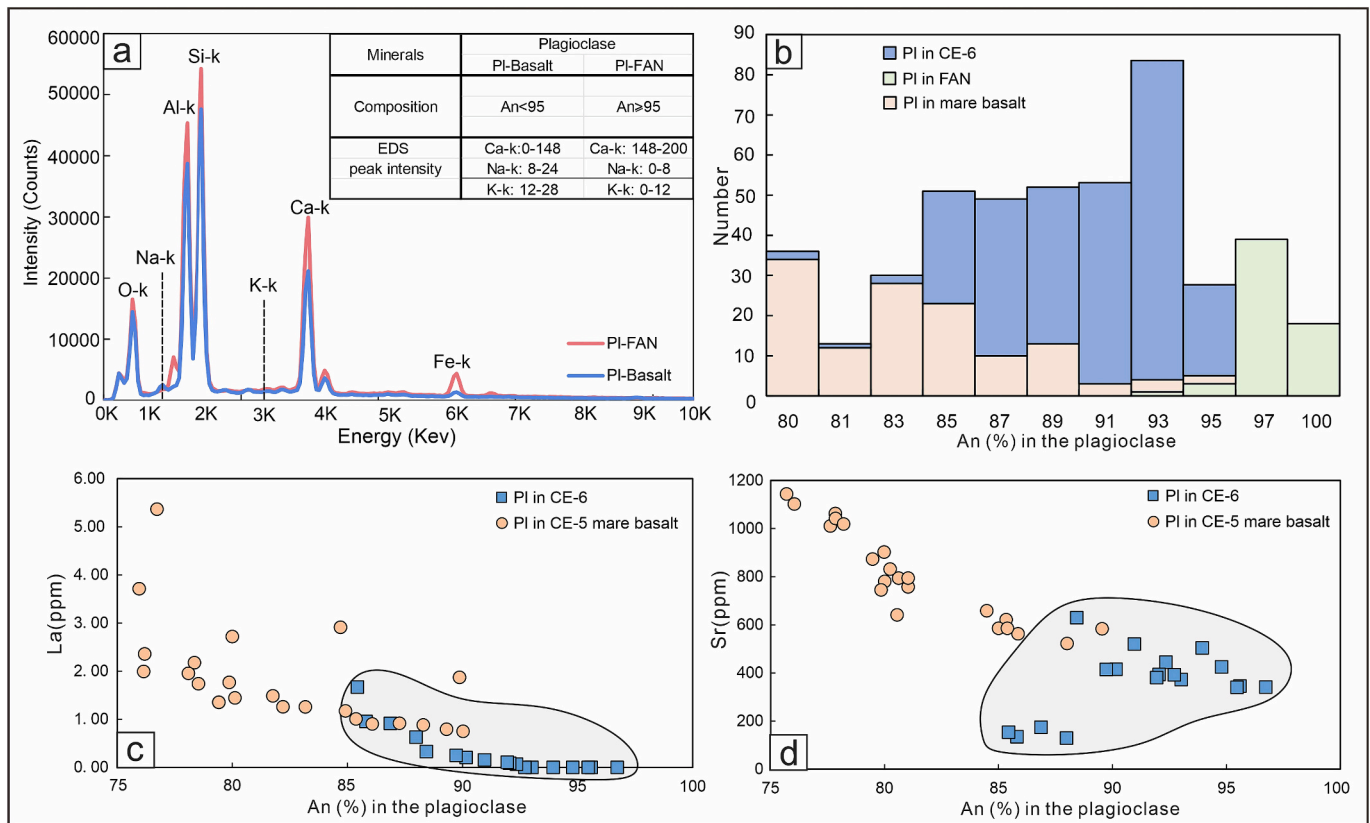 a
60000
50000
40000
30000
20000
10000
0
Intensity (Counts)
0K 1K 2K 3K 4K 5K 6K 7K 8K 9K 10K
Energy (Kev)
O-k
Na-k
Al-k
Si-k
K-k
Ca-k
Fe-k
Pl-FAN
Pl-Basalt
Minerals Plagioclase
Pl-Basalt Pl-FAN
Composition An<95 An⩾95
EDS Ca-k:0-148 Ca-k: 148-200
peak intensity Na-k: 8-24 Na-k: 0-8
K-k: 12-28 K-k: 0-12
b
90
80
70
60
50
40
30
20
10
0
Number
Pl in CE-6
Pl in FAN
Pl in mare basalt
80 81 83 85 87 89 91 93 95 97 100
An (%) in the plagioclase
6.00
5.00
4.00
3.00
2.00
1.00
0.00
La(ppm)
Pl in CE-6
Pl in CE-5 mare basalt
c
75 80 85 90 95 100
An (%) in the plagioclase
1200
1000
800
600
400
200
0
Sr(ppm)
Pl in CE-6
Pl in CE-5 mare basalt
d
75 80 85 90 95 100
An (%) in the plagioclase